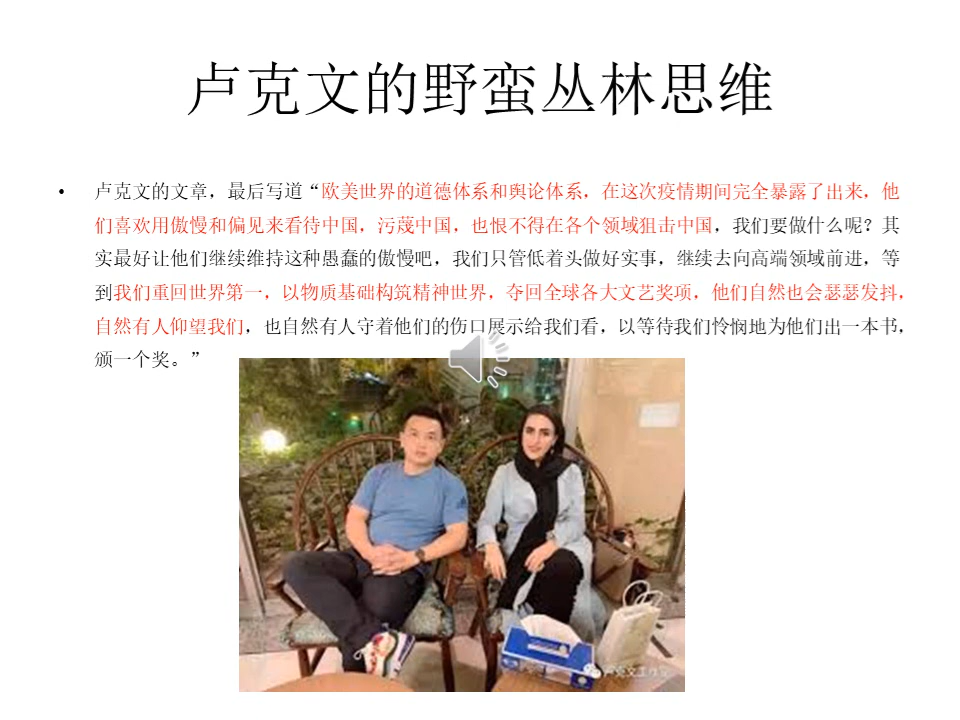 卢克文的野蛮丛林思维
• 卢克文的文章，最后写道“欧美世界的道德体系和舆论体系，在这次疫情期间完全暴露了出来，他
们喜欢用傲慢和偏见来看待中国，污蔑中国，也恨不得在各个领域狙击中国，我们要做什么呢？其
实最好让他们继续维持这种愚蠢的傲慢吧，我们只管低着头做好实事，继续去向高端领域前进，等
到我们重回世界第一，以物质基础构筑精神世界，夺回全球各大文艺奖项，他们自然也会瑟瑟发抖，
自然有人仰望我们，也自然有人守着他们的伤口展示给我们看，以等待我们怜悯地为他们出一本书，
颁一个奖。”
卢克文工作室